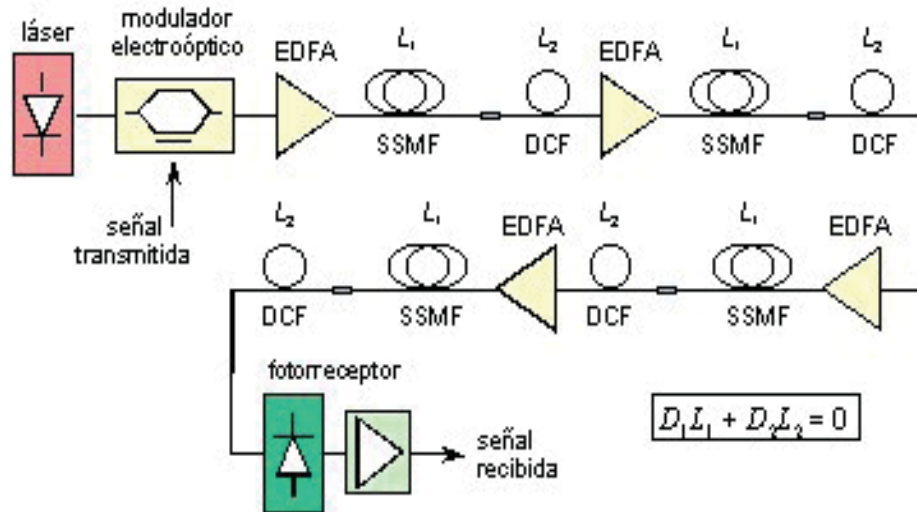 láser
modulador
electroóptico
EDFA
L₁
L₂
EDFA
L₁
L₂
SSMF
DCF
SSMF
DCF
señal
transmitida
L₂
L₁
EDFA
L₂
L₁
EDFA
DCF
SSMF
DCF
SSMF
fotorreceptor
D₁L₁ + D₂L₂ = 0
señal
recibida